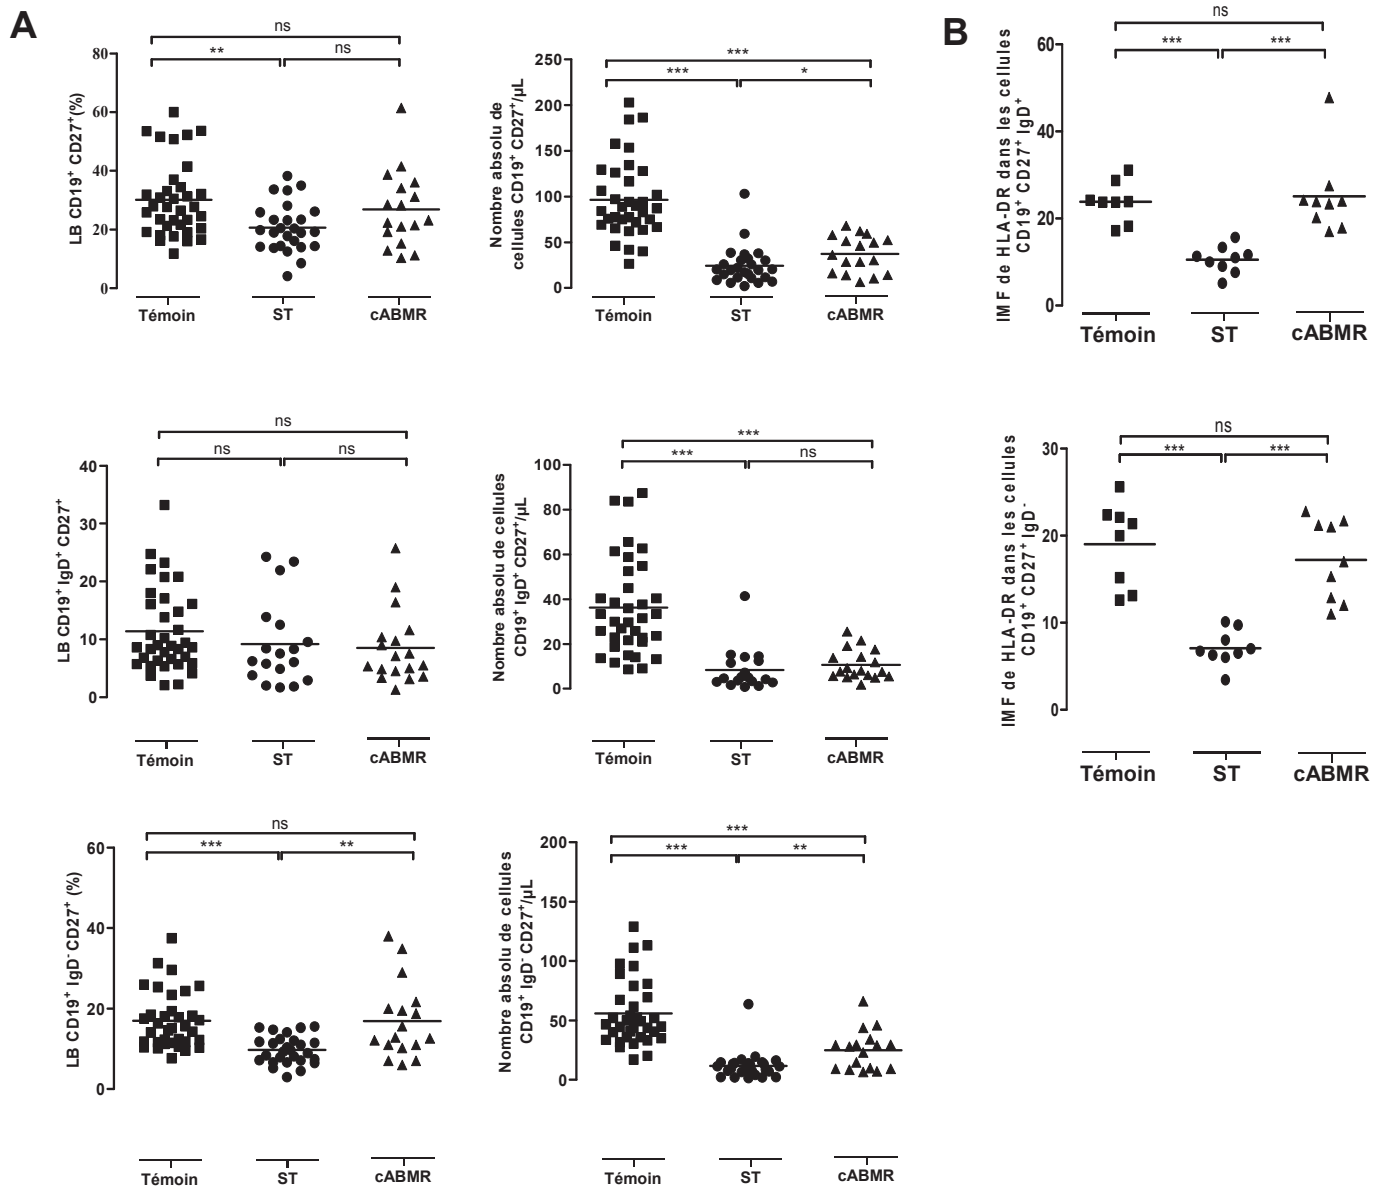 A
LB CD19⁺ CD27⁺(%)
80
60
40
20
0
ns
**
ns
Témoin ST cABMR
Nombre absolu de
cellules CD19⁺ CD27⁺/µL
250
200
150
100
50
0
***
***
*
Témoin ST cABMR
B
IMF de HLA-DR dans les cellules
CD19⁺ CD27⁺ IgD⁺
60
40
20
0
ns
***
***
Témoin ST cABMR
LB CD19⁺ IgD⁺ CD27⁺
40
30
20
10
0
ns
ns
ns
Témoin ST cABMR
Nombre absolu de cellules
CD19⁺ IgD⁺ CD27⁺/µL
100
80
60
40
20
0
***
***
ns
Témoin ST cABMR
IMF de HLA-DR dans les cellules
CD19⁺ CD27⁺ IgD⁻
30
20
10
0
ns
***
***
Témoin ST cABMR
LB CD19⁺ IgD⁻ CD27⁺ (%)
60
40
20
0
ns
***
**
Témoin ST cABMR
Nombre absolu de cellules
CD19⁺ IgD⁻ CD27⁺/µL
200
150
100
50
0
***
***
**
Témoin ST cABMR